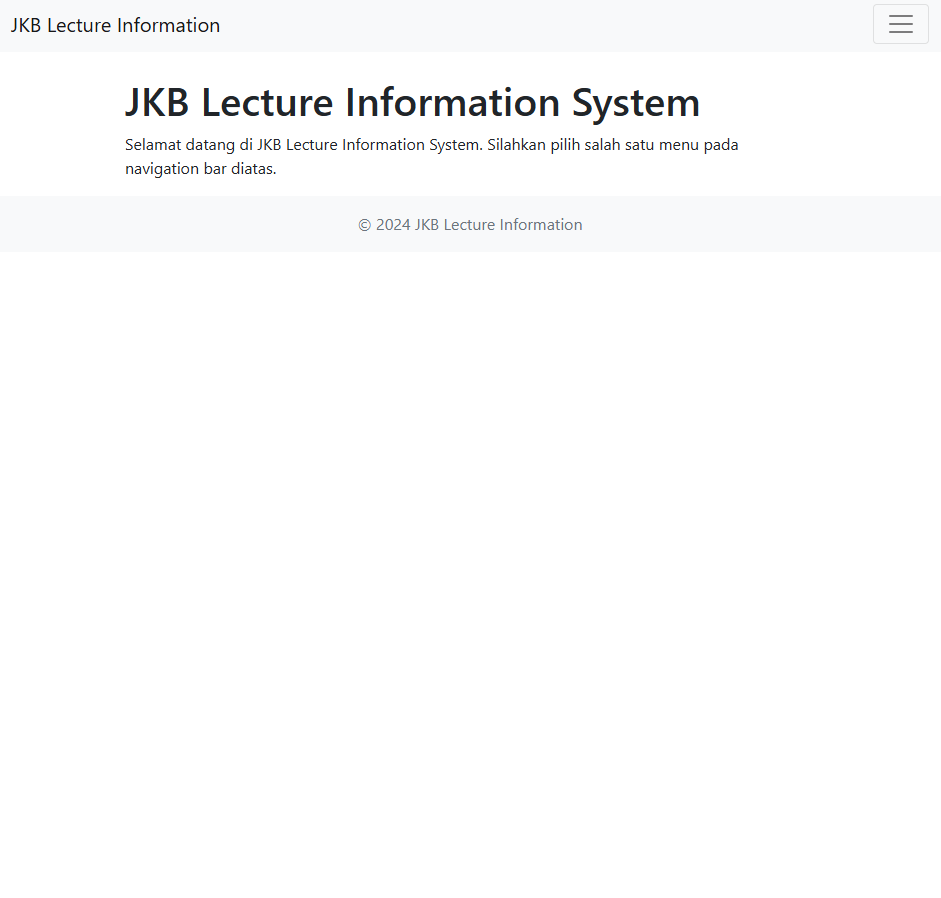 JKB Lecture Information
JKB Lecture Information System
Selamat datang di JKB Lecture Information System. Silahkan pilih salah satu menu pada
navigation bar diatas.
© 2024 JKB Lecture Information